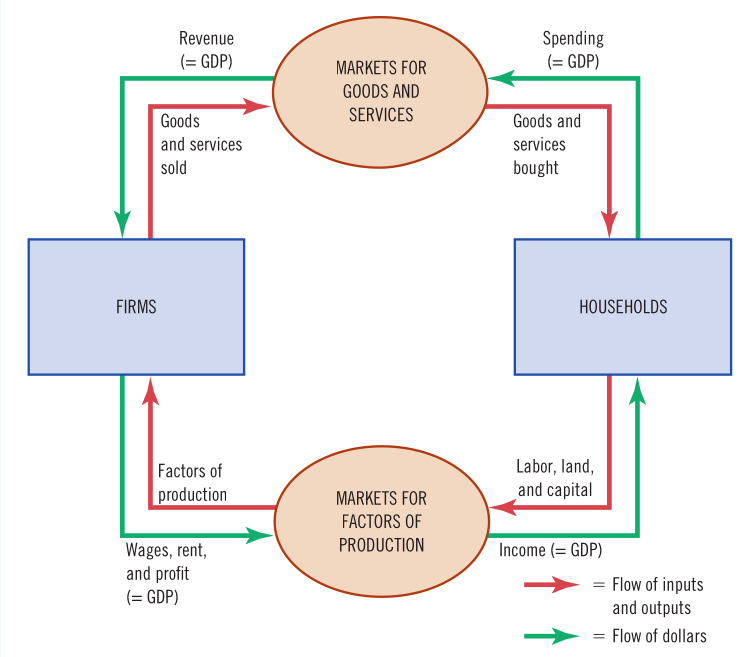 Revenue
(= GDP)
Spending
(= GDP)
MARKETS FOR
GOODS AND
SERVICES
Goods
and services
sold
Goods and
services
bought
FIRMS
HOUSEHOLDS
Factors of
production
Labor, land,
and capital
MARKETS FOR
FACTORS OF
PRODUCTION
Wages, rent,
and profit
(= GDP)
Income (= GDP)
= Flow of inputs
and outputs
= Flow of dollars